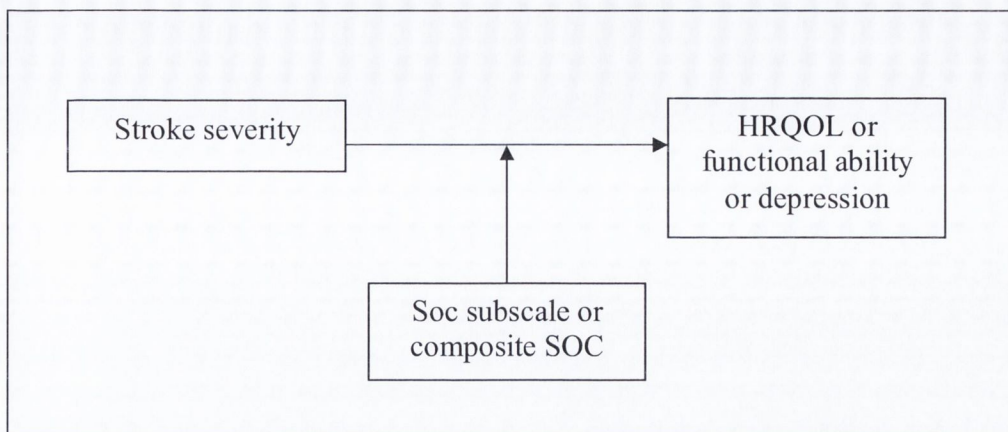 Stroke severity
HRQOL or
functional ability
or depression
Soc subscale or
composite SOC